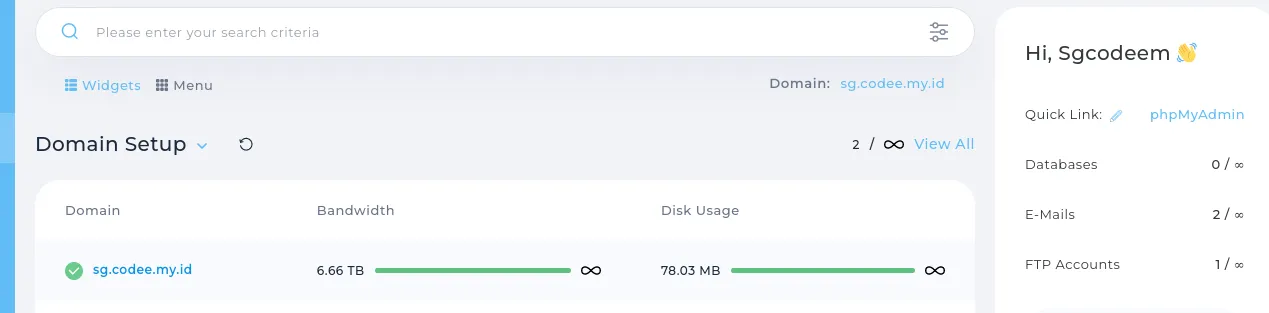 Please enter your search criteria
Widgets Menu
Domain: sg.codee.my.id
Domain Setup
2 / ∞ View All
Domain Bandwidth Disk Usage
sg.codee.my.id 6.66 TB ∞ 78.03 MB ∞
Hi, Sgcodeem 👋
Quick Link: phpMyAdmin
Databases 0 / ∞
E-Mails 2 / ∞
FTP Accounts 1 / ∞